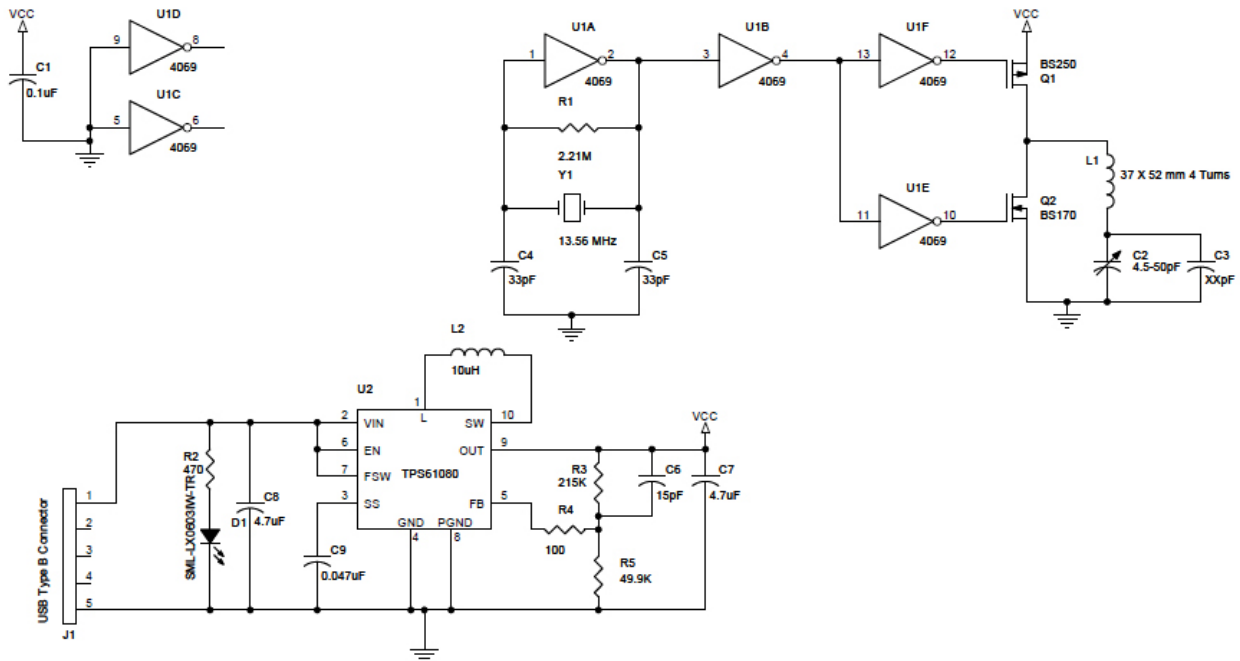 VCC
C1
0.1uF
U1D
9
8
4069
U1C
5
6
4069
U1A
1
2
4069
R1
2.21M
Y1
13.56 MHz
C4
33pF
C5
33pF
U1B
3
4
4069
U1F
13
12
4069
U1E
11
10
4069
VCC
BS250
Q1
Q2
BS170
L1
37 X 52 mm 4 Turns
C2
4.5-50pF
C3
XXpF
L2
10uH
U2
1
L
2
VIN
SW
10
6
EN
OUT
9
7
FSW
TPS61080
3
SS
FB
5
GND
PGND
4
8
R2
470
SML-LX0603IW-TR
D1
C8
4.7uF
C9
0.047uF
R3
215K
R4
100
R5
49.9K
C6
15pF
C7
4.7uF
VCC
USB Type B Connector
1
2
3
4
5
J1